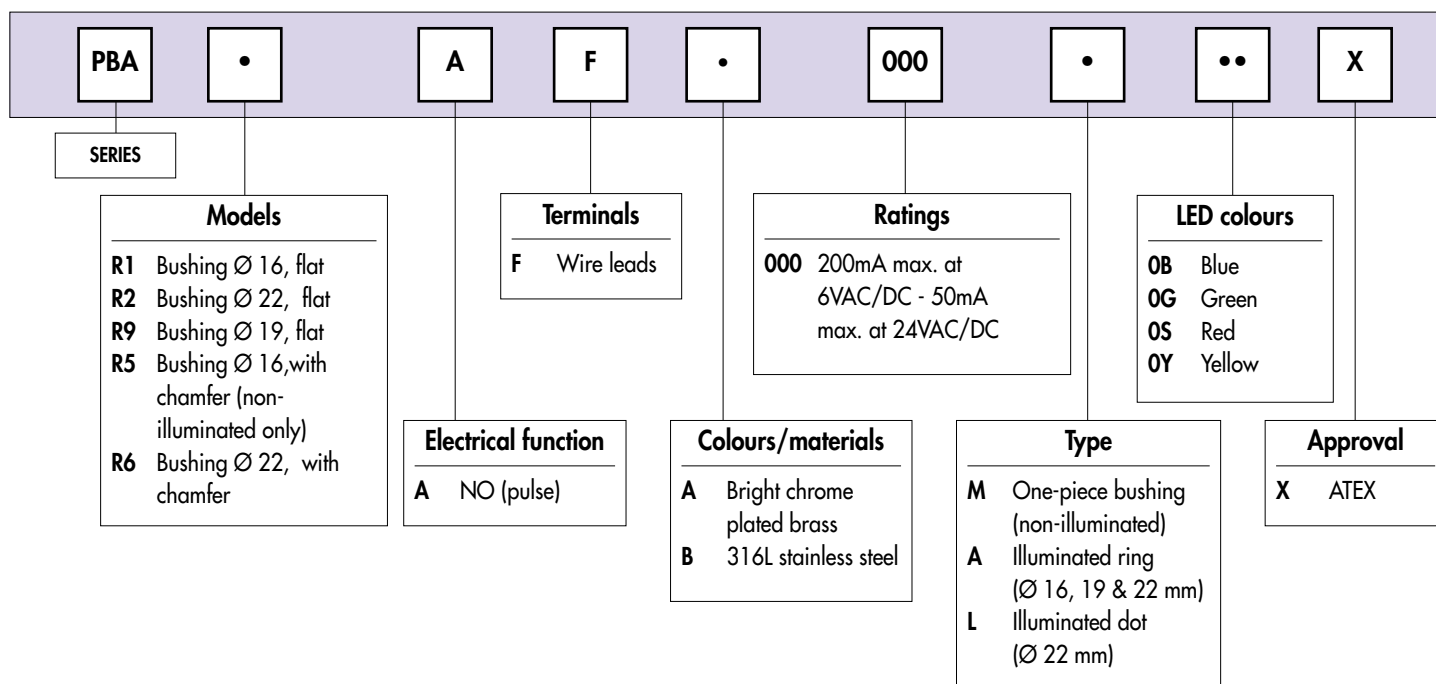 PBA • A F • 000 • •• X
SERIES
Models
R1 Bushing Ø 16, flat
R2 Bushing Ø 22, flat
R9 Bushing Ø 19, flat
R5 Bushing Ø 16,with
chamfer (non-
illuminated only)
R6 Bushing Ø 22, with
chamfer
Electrical function
A NO (pulse)
Terminals
F Wire leads
Colours/materials
A Bright chrome
plated brass
B 316L stainless steel
Ratings
000 200mA max. at
6VAC/DC - 50mA
max. at 24VAC/DC
Type
M One-piece bushing
(non-illuminated)
A Illuminated ring
(Ø 16, 19 & 22 mm)
L Illuminated dot
(Ø 22 mm)
LED colours
0B Blue
0G Green
0S Red
0Y Yellow
Approval
X ATEX